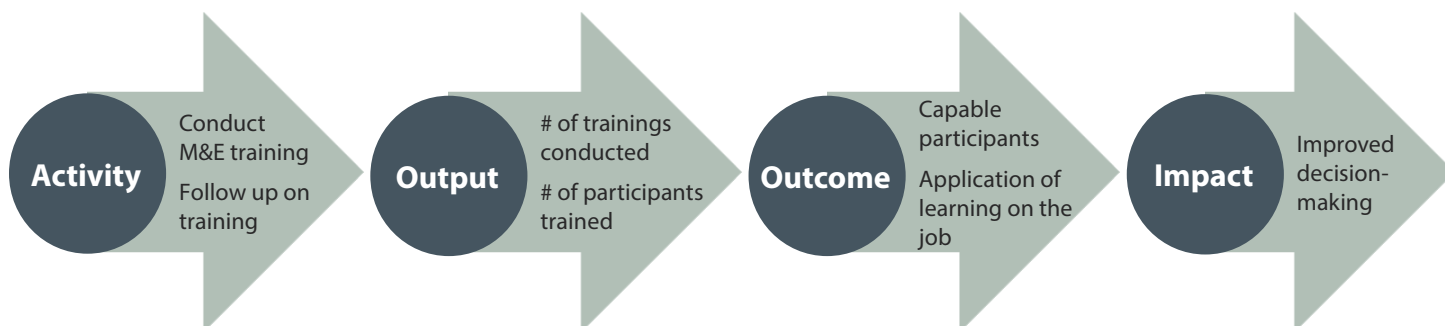 Activity
Conduct
M&E training
Follow up on
training
Output
# of trainings
conducted
# of participants
trained
Outcome
Capable
participants
Application of
learning on the
job
Impact
Improved
decision-
making